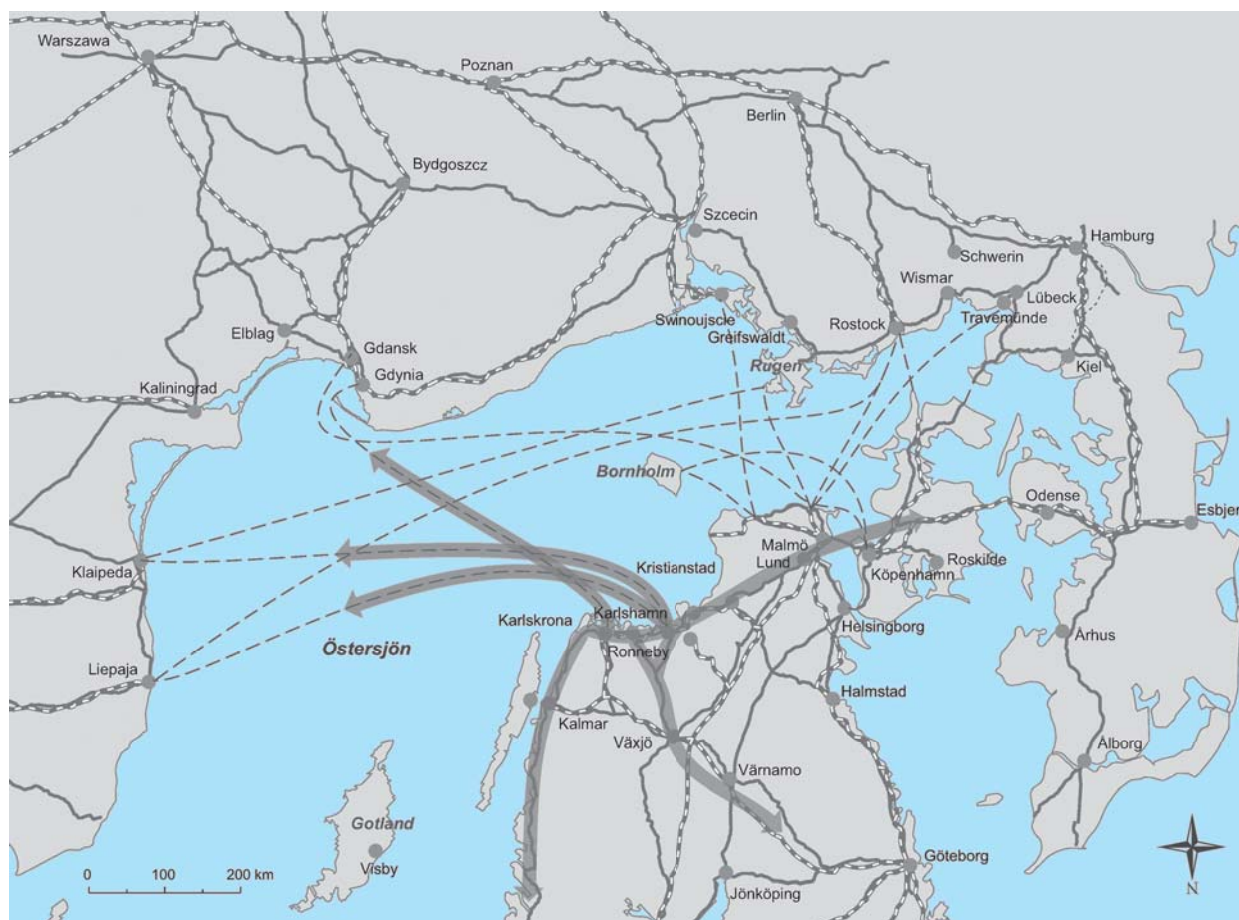 Warszawa
Poznan
Berlin
Bydgoszcz
Szcecin
Hamburg
Schwerin
Wismar
Lübeck
Travemünde
Swinoujscie
Greifswaldt
Rostock
Elblag
Gdansk
Gdynia
Rugen
Kiel
Kaliningrad
Bornholm
Odense
Esbjer
Malmö
Lund
Klaipeda
Kristianstad
Köpenhamn
Roskilde
Karlskrona
Karlshamn
Helsingborg
Århus
Östersjön
Ronneby
Liepaja
Halmstad
Kalmar
Växjö
Ålborg
Värnamo
Gotland
Visby
Göteborg
Jönköping
0 100 200 km
N